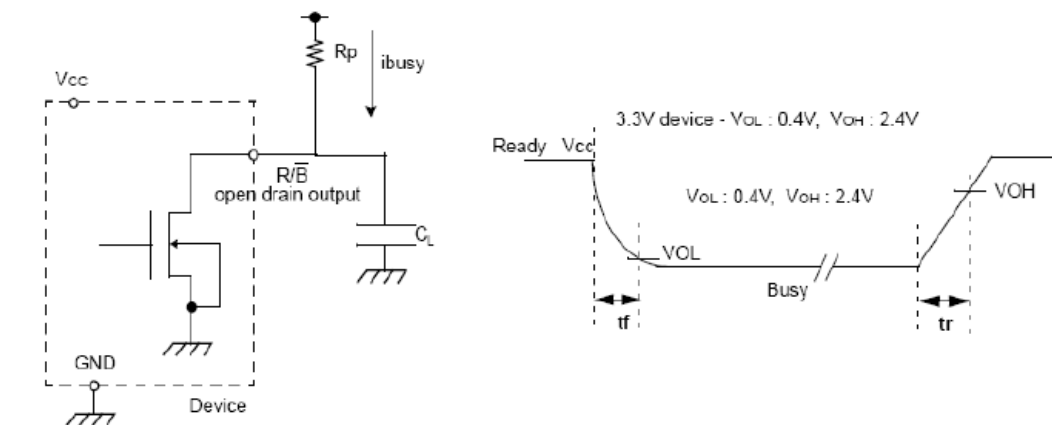 Rp
ibusy
Vcc
R/B̅
open drain output
CL
GND
Device
3.3V device - VOL : 0.4V, VOH : 2.4V
Ready Vcc
VOL : 0.4V, VOH : 2.4V
VOH
VOL
Busy
tf
tr